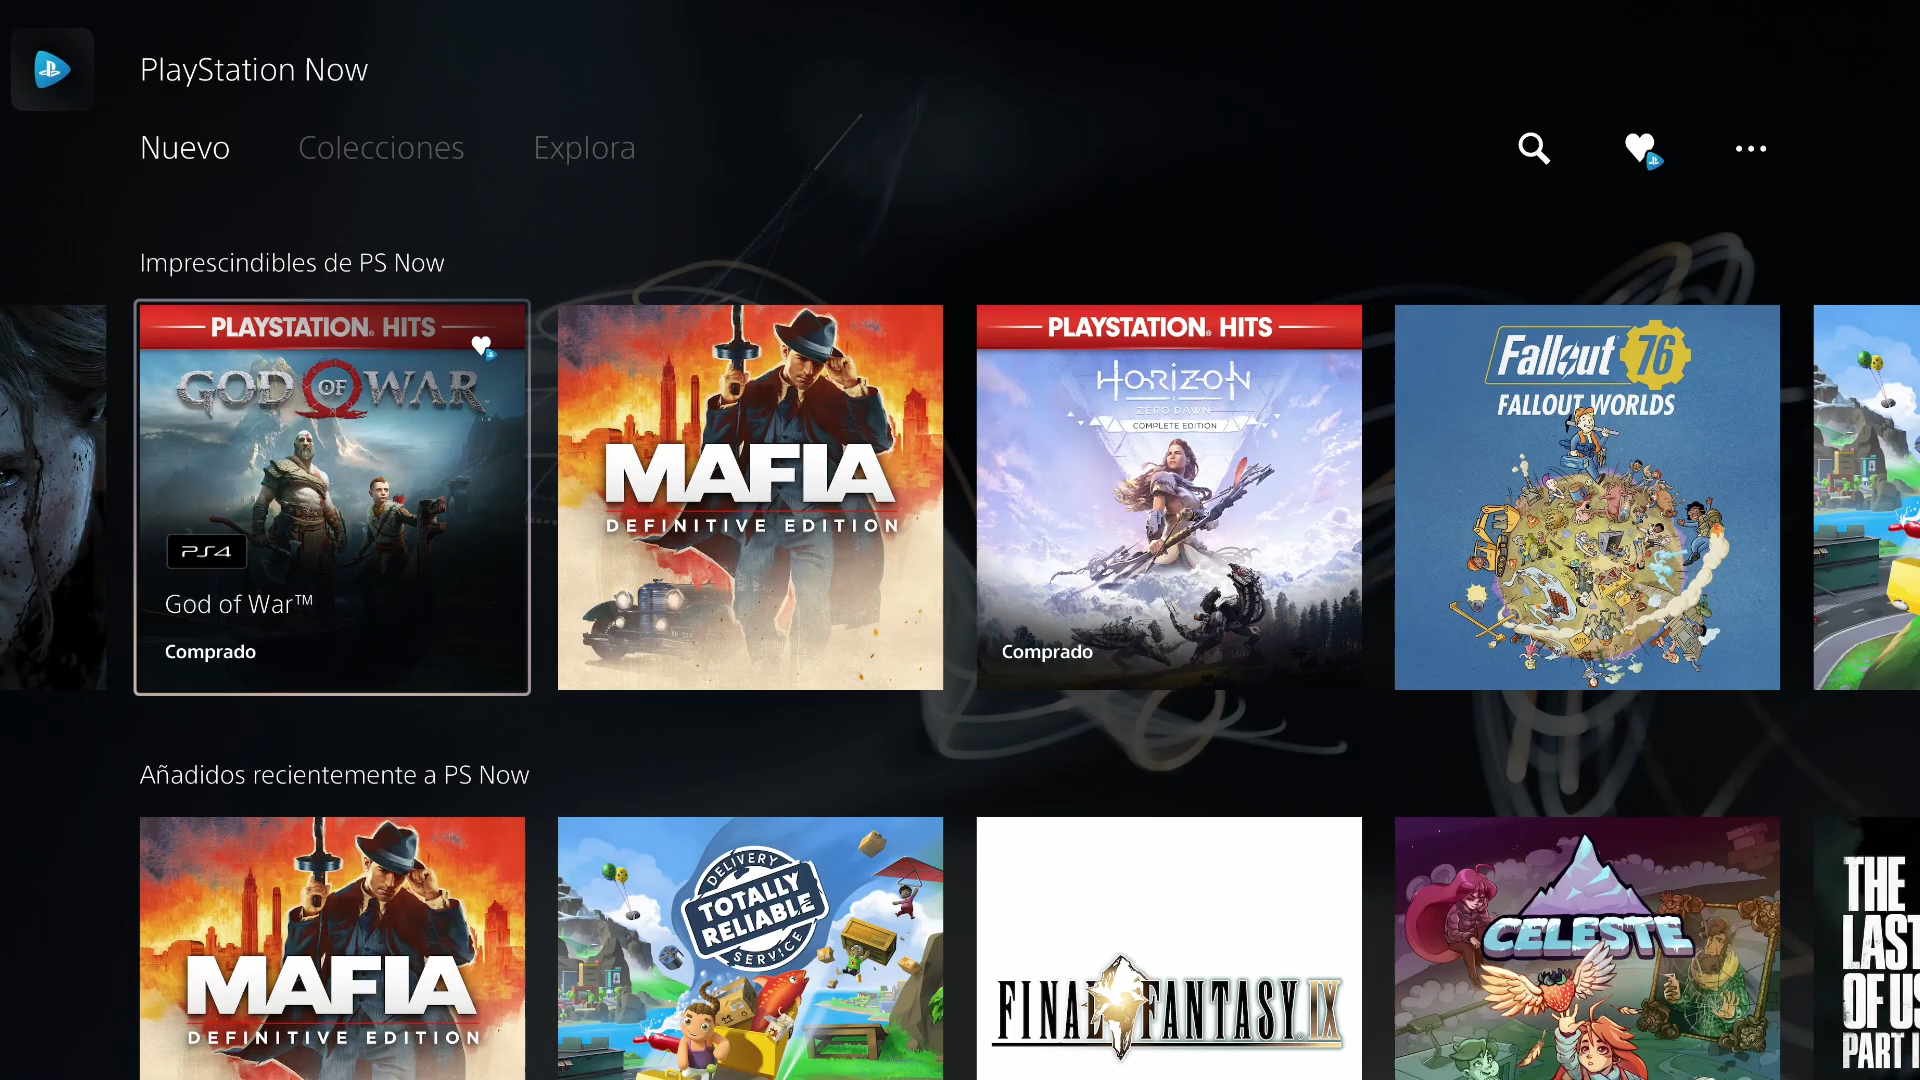 PlayStation Now
Nuevo Colecciones Explora
Imprescindibles de PS Now
PLAYSTATION® HITS
GOD OF WAR
PS4
God of War™
Comprado
MAFIA
DEFINITIVE EDITION
PLAYSTATION® HITS
HORIZON
ZERO DAWN
COMPLETE EDITION
Comprado
Fallout 76
FALLOUT WORLDS
Añadidos recientemente a PS Now
MAFIA
DEFINITIVE EDITION
DELIVERY
TOTALLY
RELIABLE
SERVICE
FINAL FANTASY IX
CELESTE
THE
LAST
OF US
PART I